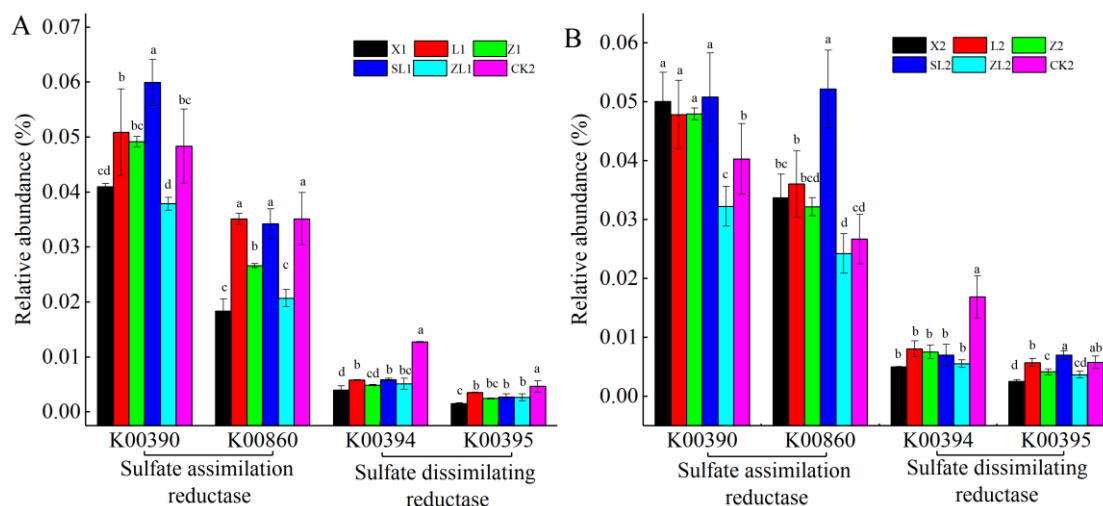 A
X1 L1 Z1
SL1 ZL1 CK2
Relative abundance (%)
0.07
0.06
0.05
0.04
0.03
0.02
0.01
0.00
cd b bc a d bc
c a b a c a
d b b b bc a
c b bc b b a
K00390 K00860 K00394 K00395
Sulfate assimilation
reductase
Sulfate dissimilating
reductase
B
X2 L2 Z2
SL2 ZL2 CK2
Relative abundance (%)
0.06
0.05
0.04
0.03
0.02
0.01
0.00
a a a a c b
bc b bcd a d cd
b b b b b a
d b c a cd ab
K00390 K00860 K00394 K00395
Sulfate assimilation
reductase
Sulfate dissimilating
reductase